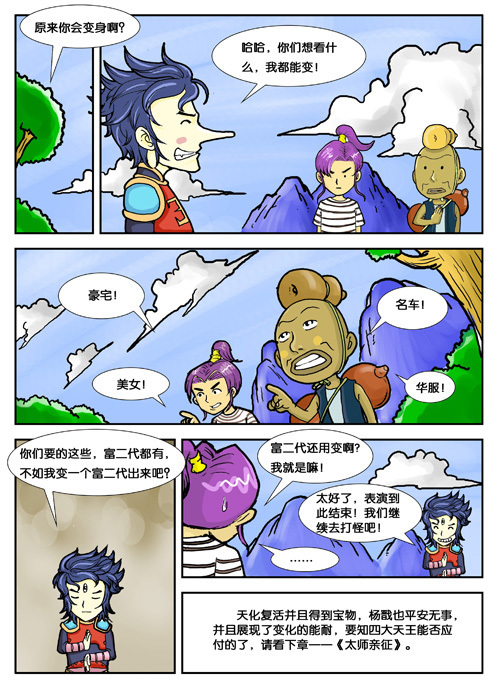 原来你会变身啊？
哈哈，你们想看什
么，我都能变！
豪宅！
名车！
美女！
华服！
你们要的这些，富二代都有，
不如我变一个富二代出来吧？
富二代还用变啊？
我就是嘛！
太好了，表演到
此结束！我们继
续去打怪吧！
……
天化复活并且得到宝物，杨戬也平安无事，
并且展现了变化的能耐，要知四大天王能否应
付的了，请看下章——《太师亲征》。